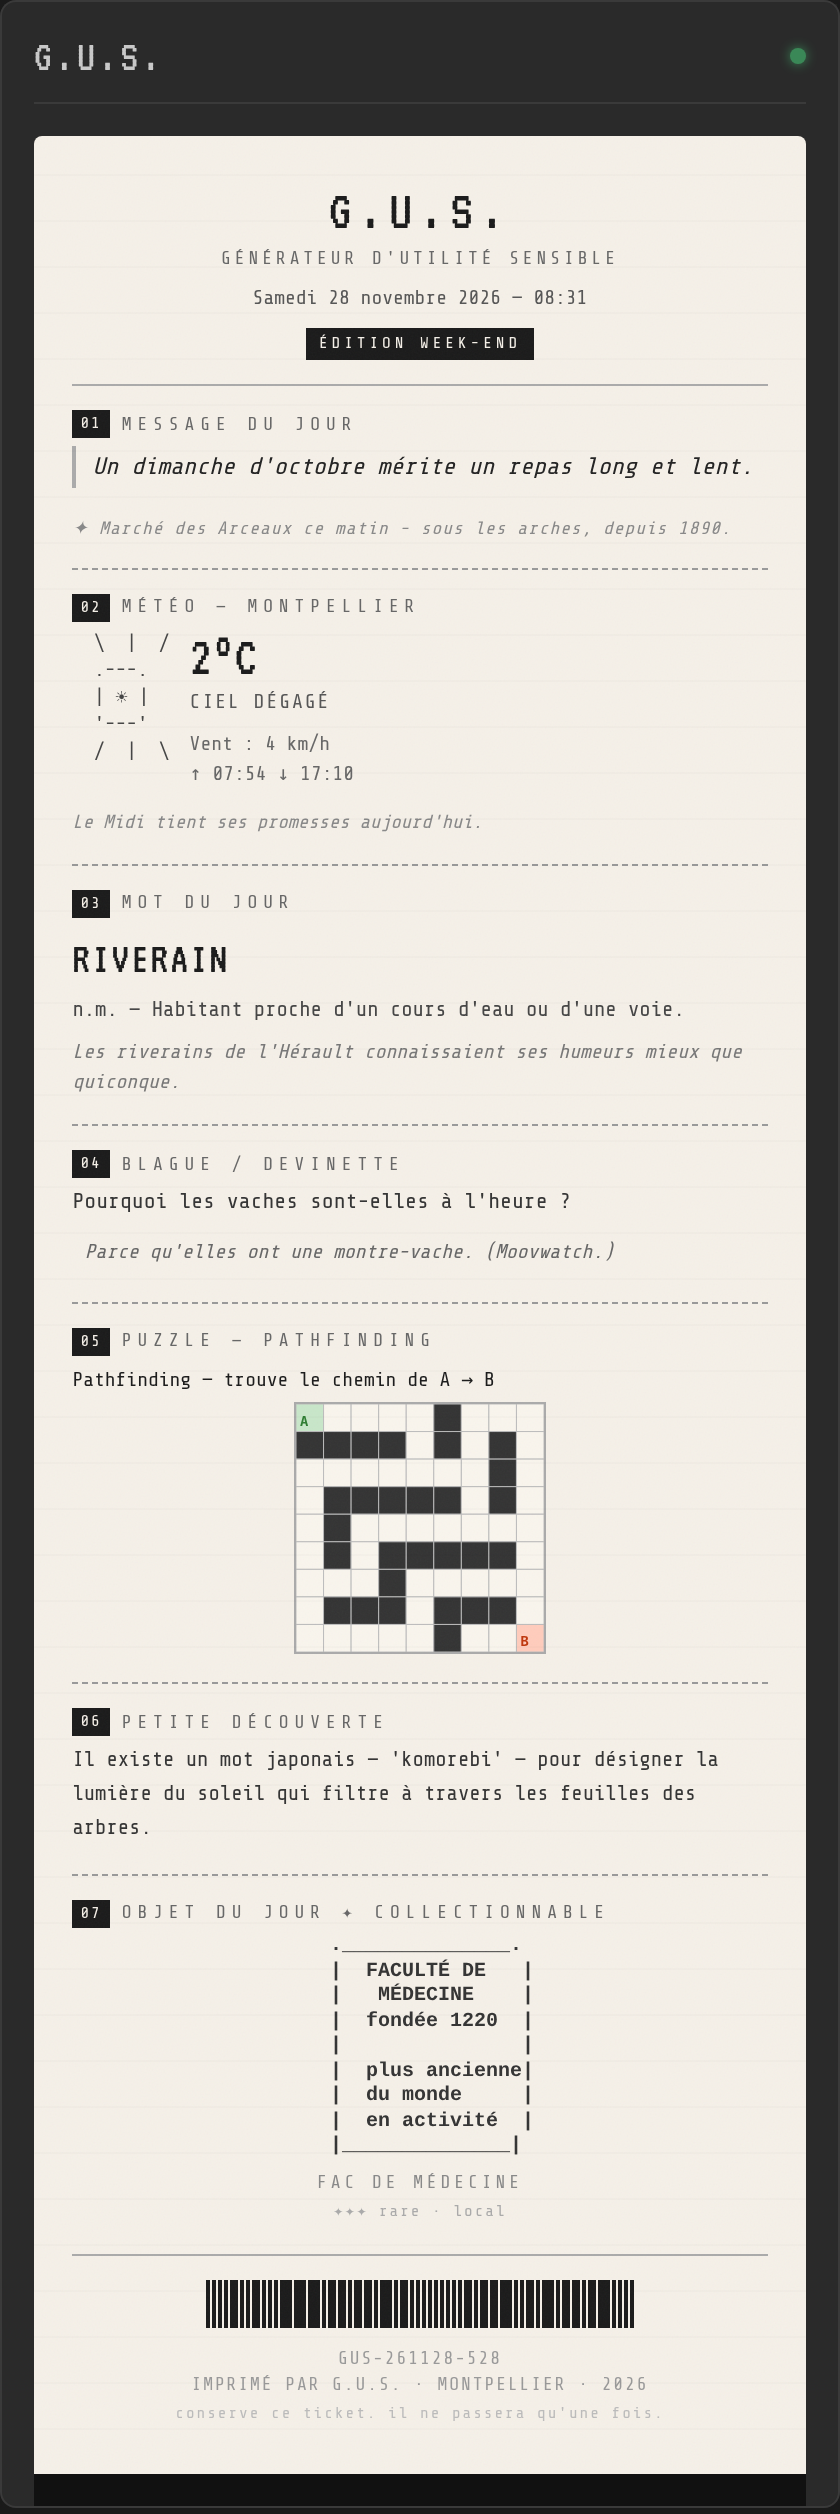 G.U.S.
G.U.S.
GÉNÉRATEUR D'UTILITÉ SENSIBLE
Samedi 28 novembre 2026 — 08:31
ÉDITION WEEK-END
01 MESSAGE DU JOUR
Un dimanche d'octobre mérite un repas long et lent.
✦ Marché des Arceaux ce matin – sous les arches, depuis 1890.
02 MÉTÉO — MONTPELLIER
\ | /
.---.
| ☀ |
'---'
/ | \
2°C
CIEL DÉGAGÉ
Vent : 4 km/h
↑ 07:54 ↓ 17:10
Le Midi tient ses promesses aujourd'hui.
03 MOT DU JOUR
RIVERAIN
n.m. — Habitant proche d'un cours d'eau ou d'une voie.
Les riverains de l'Hérault connaissaient ses humeurs mieux que
quiconque.
04 BLAGUE / DEVINETTE
Pourquoi les vaches sont-elles à l'heure ?
Parce qu'elles ont une montre-vache. (Moovwatch.)
05 PUZZLE — PATHFINDING
Pathfinding — trouve le chemin de A → B
A
B
06 PETITE DÉCOUVERTE
Il existe un mot japonais — 'komorebi' — pour désigner la
lumière du soleil qui filtre à travers les feuilles des
arbres.
07 OBJET DU JOUR ✦ COLLECTIONNABLE
.______________.
| FACULTÉ DE |
| MÉDECINE |
| fondée 1220 |
| |
| plus ancienne|
| du monde |
| en activité |
|______________|
FAC DE MÉDECINE
✦✦✦ rare · local
GUS-261128-528
IMPRIMÉ PAR G.U.S. · MONTPELLIER · 2026
conserve ce ticket. il ne passera qu'une fois.